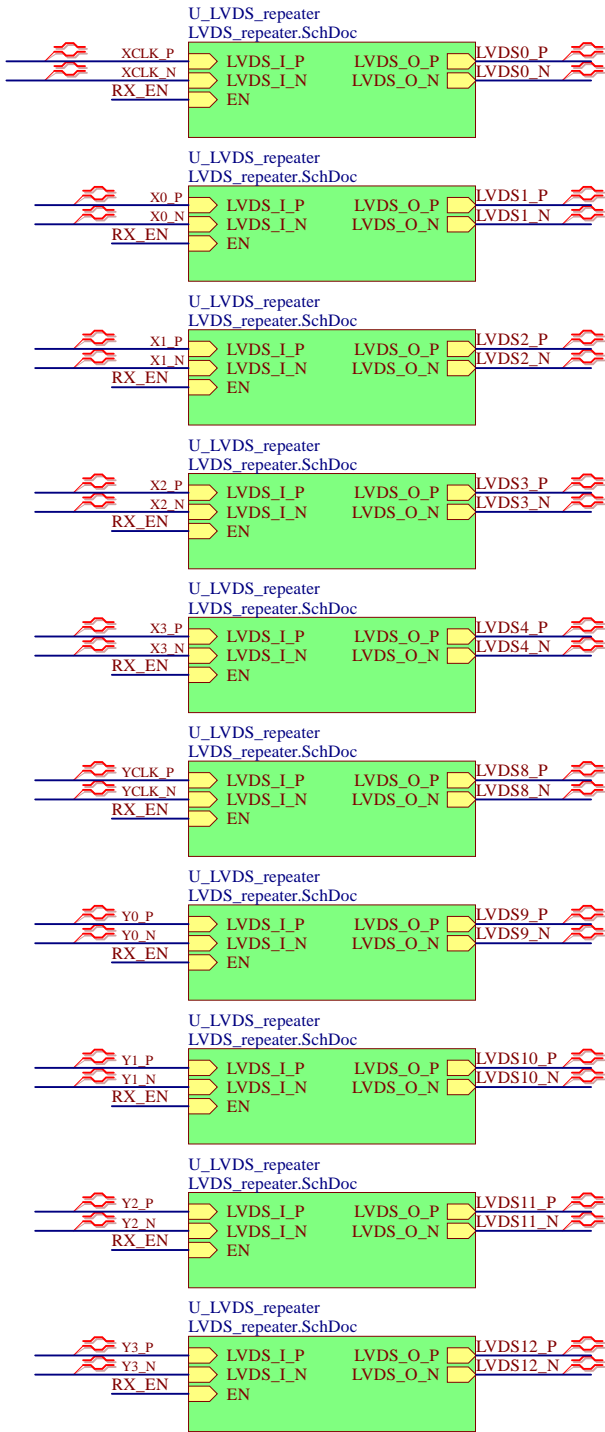 U_LVDS_repeater
LVDS_repeater.SchDoc
XCLK_P LVDS_I_P LVDS_O_P LVDS0_P
XCLK_N LVDS_I_N LVDS_O_N LVDS0_N
RX_EN EN
U_LVDS_repeater
LVDS_repeater.SchDoc
X0_P LVDS_I_P LVDS_O_P LVDS1_P
X0_N LVDS_I_N LVDS_O_N LVDS1_N
RX_EN EN
U_LVDS_repeater
LVDS_repeater.SchDoc
X1_P LVDS_I_P LVDS_O_P LVDS2_P
X1_N LVDS_I_N LVDS_O_N LVDS2_N
RX_EN EN
U_LVDS_repeater
LVDS_repeater.SchDoc
X2_P LVDS_I_P LVDS_O_P LVDS3_P
X2_N LVDS_I_N LVDS_O_N LVDS3_N
RX_EN EN
U_LVDS_repeater
LVDS_repeater.SchDoc
X3_P LVDS_I_P LVDS_O_P LVDS4_P
X3_N LVDS_I_N LVDS_O_N LVDS4_N
RX_EN EN
U_LVDS_repeater
LVDS_repeater.SchDoc
YCLK_P LVDS_I_P LVDS_O_P LVDS8_P
YCLK_N LVDS_I_N LVDS_O_N LVDS8_N
RX_EN EN
U_LVDS_repeater
LVDS_repeater.SchDoc
Y0_P LVDS_I_P LVDS_O_P LVDS9_P
Y0_N LVDS_I_N LVDS_O_N LVDS9_N
RX_EN EN
U_LVDS_repeater
LVDS_repeater.SchDoc
Y1_P LVDS_I_P LVDS_O_P LVDS10_P
Y1_N LVDS_I_N LVDS_O_N LVDS10_N
RX_EN EN
U_LVDS_repeater
LVDS_repeater.SchDoc
Y2_P LVDS_I_P LVDS_O_P LVDS11_P
Y2_N LVDS_I_N LVDS_O_N LVDS11_N
RX_EN EN
U_LVDS_repeater
LVDS_repeater.SchDoc
Y3_P LVDS_I_P LVDS_O_P LVDS12_P
Y3_N LVDS_I_N LVDS_O_N LVDS12_N
RX_EN EN